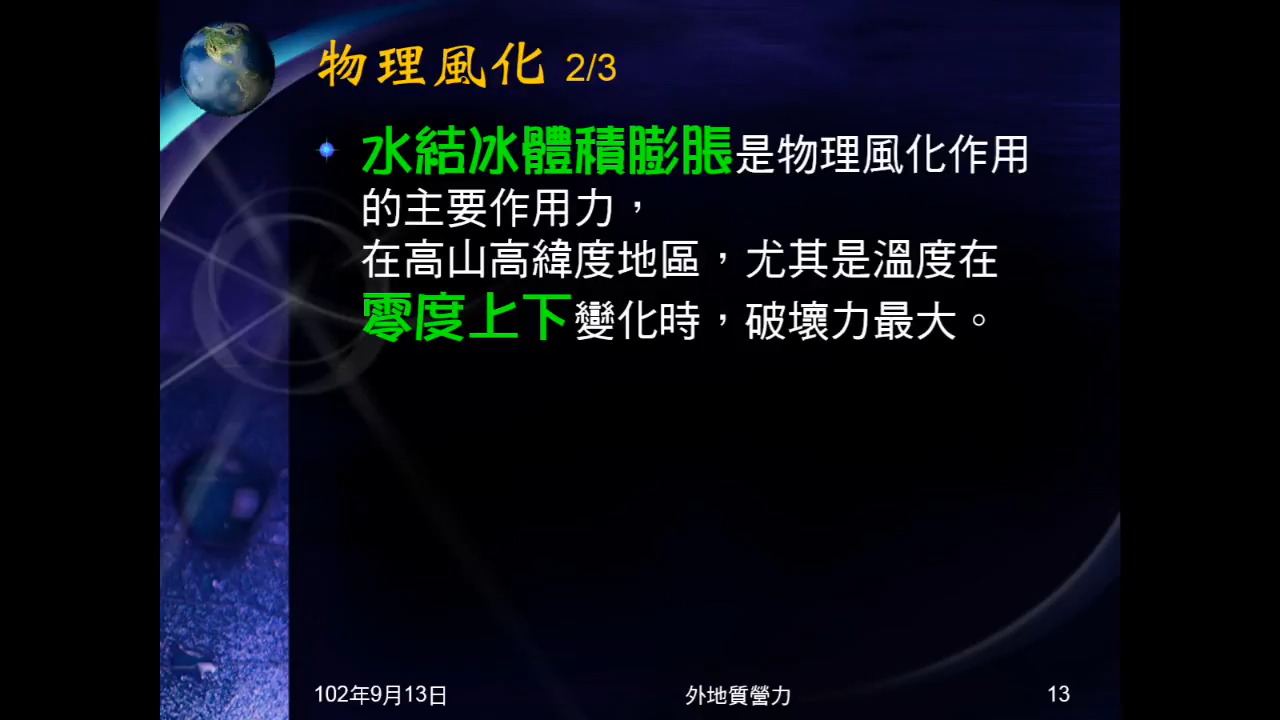 物理風化 2/3
水結冰體積膨脹是物理風化作用
的主要作用力，
在高山高緯度地區，尤其是溫度在
零度上下變化時，破壞力最大。
102年9月13日
外地質營力
13